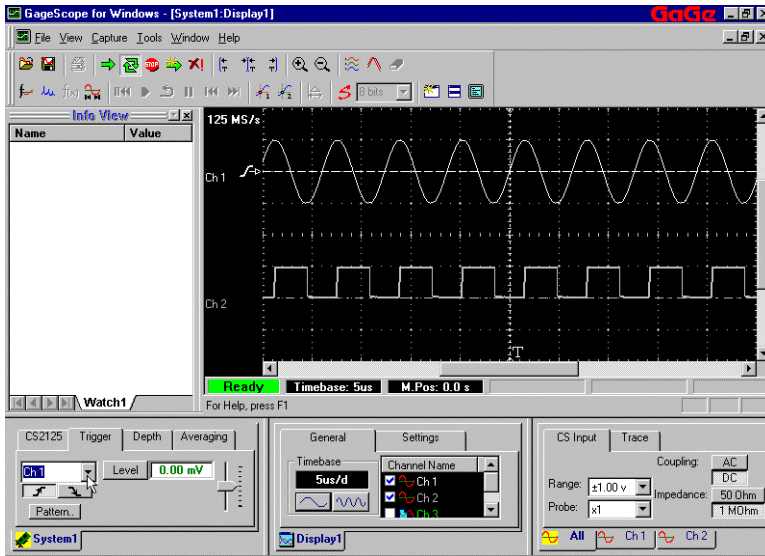 GageScope for Windows - [System1:Display1]
GaGe
File View Capture Tools Window Help
STOP
f(x)
S 8 bits
Info View
Name Value
125 MS/s
Ch 1
Ch 2
T
Ready Timebase: 5us M.Pos: 0.0 s
Watch1
For Help, press F1
CS2125 Trigger Depth Averaging
Ch 1 Level 0.00 mV
Pattern..
System1
General Settings
Timebase
5us/d
Channel Name
Ch 1
Ch 2
Ch 3
Display1
CS Input Trace
Coupling: AC
DC
Range: ±1.00 v
Impedance: 50 Ohm
Probe: x1
1 MOhm
All Ch 1 Ch 2